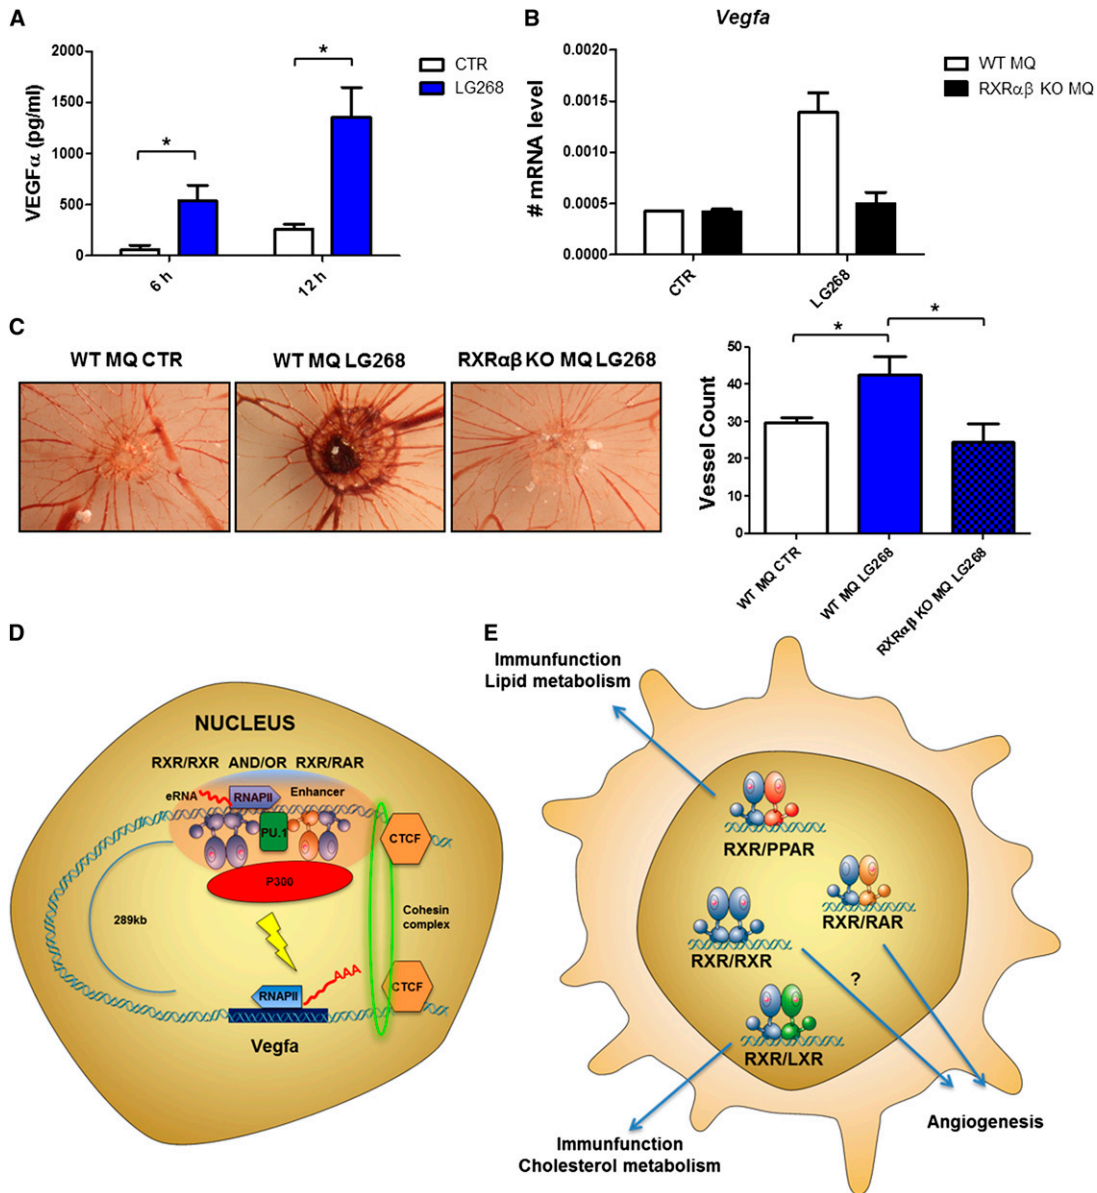 A
VEGFα (pg/ml)
2000
1500
1000
500
0
*
*
6 h
12 h
CTR
LG268
B
Vegfa
# mRNA level
0.0020
0.0015
0.0010
0.0005
0.0000
CTR
LG268
WT MQ
RXRαβ KO MQ
C
WT MQ CTR
WT MQ LG268
RXRαβ KO MQ LG268
Vessel Count
50
40
30
20
10
0
*
*
WT MQ CTR
WT MQ LG268
RXRαβ KO MQ LG268
D
NUCLEUS
RXR/RXR AND/OR RXR/RAR
eRNA
RNAPII
Enhancer
PU.1
CTCF
P300
289kb
Cohesin
complex
AAA
RNAPII
CTCF
Vegfa
E
Immunfunction
Lipid metabolism
RXR/PPAR
RXR/RAR
RXR/RXR
?
RXR/LXR
Angiogenesis
Immunfunction
Cholesterol metabolism